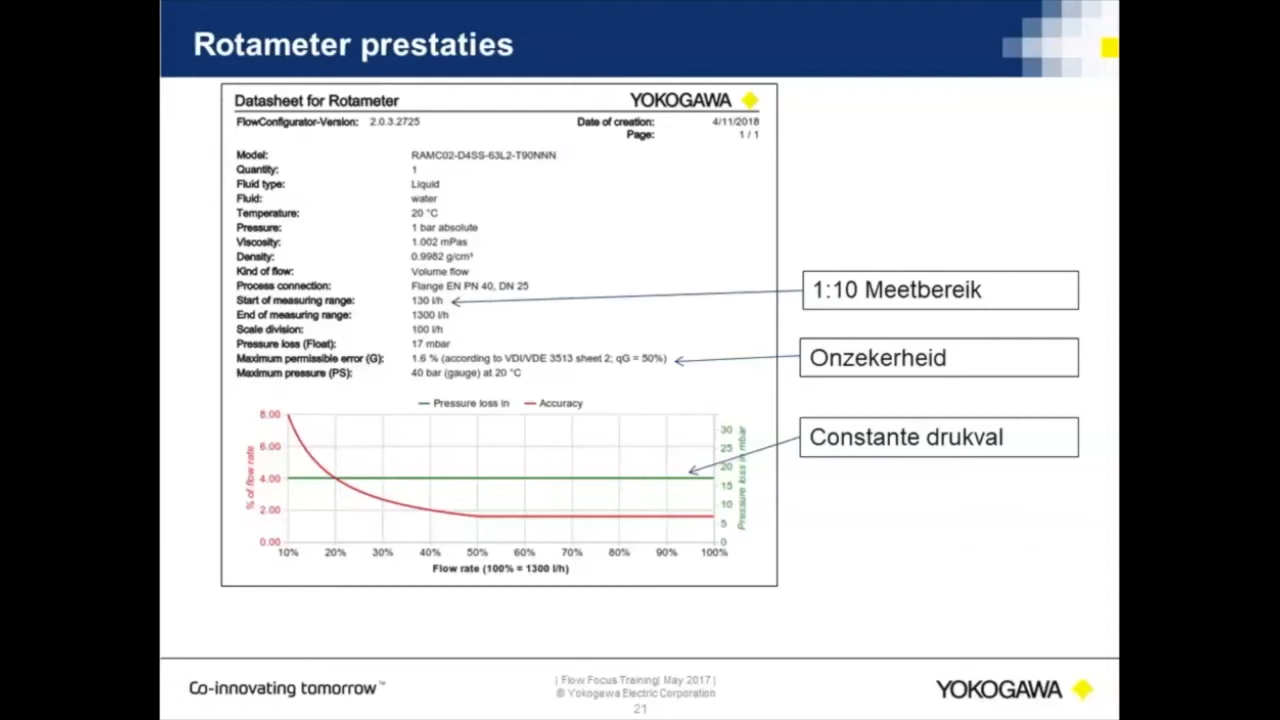 Rotameter prestaties
Datasheet for Rotameter YOKOGAWA
FlowConfigurator-Version: 2.0.3.2725 Date of creation: 4/11/2018
Page: 1 / 1
Model: RAMC02-D4SS-63L2-T90NNN
Quantity: 1
Fluid type: Liquid
Fluid: water
Temperature: 20 °C
Pressure: 1 bar absolute
Viscosity: 1.002 mPas
Density: 0.9982 g/cm³
Kind of flow: Volume flow
Process connection: Flange EN PN 40, DN 25
Start of measuring range: 130 l/h
End of measuring range: 1300 l/h
Scale division: 100 l/h
Pressure loss (Float): 17 mbar
Maximum permissible error (G): 1.6 % (according to VDI/VDE 3513 sheet 2; qG = 50%)
Maximum pressure (PS): 40 bar (gauge) at 20 °C
1:10 Meetbereik
Onzekerheid
Constante drukval
Pressure loss in Accuracy
% of flow rate
8.00
6.00
4.00
2.00
0.00
30
25
20
15
10
5
0
Pressure loss in mbar
10% 20% 30% 40% 50% 60% 70% 80% 90% 100%
Flow rate (100% = 1300 l/h)
Co-innovating tomorrow™
| Flow Focus Training| May 2017 |
© Yokogawa Electric Corporation
21
YOKOGAWA